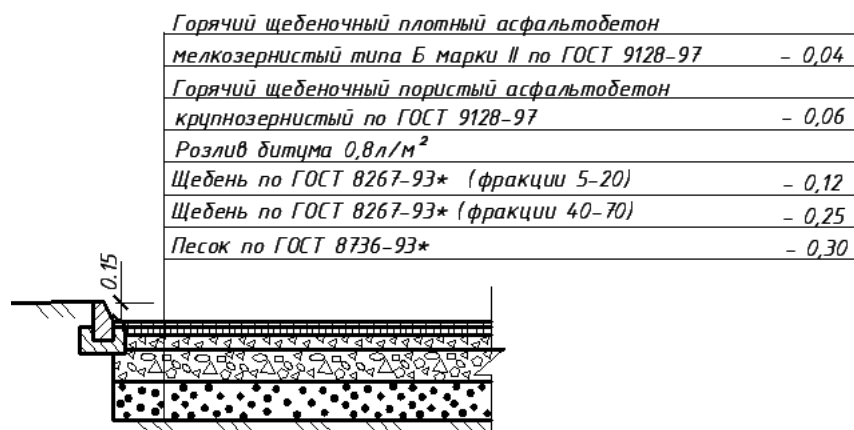 Горячий щебеночный плотный асфальтобетон
мелкозернистый типа Б марки II по ГОСТ 9128-97 - 0,04
Горячий щебеночный пористый асфальтобетон
крупнозернистый по ГОСТ 9128-97 - 0,06
Розлив битума 0,8л/м²
Щебень по ГОСТ 8267-93* (фракции 5-20) - 0,12
Щебень по ГОСТ 8267-93* (фракции 40-70) - 0,25
Песок по ГОСТ 8736-93* - 0,30
0.15